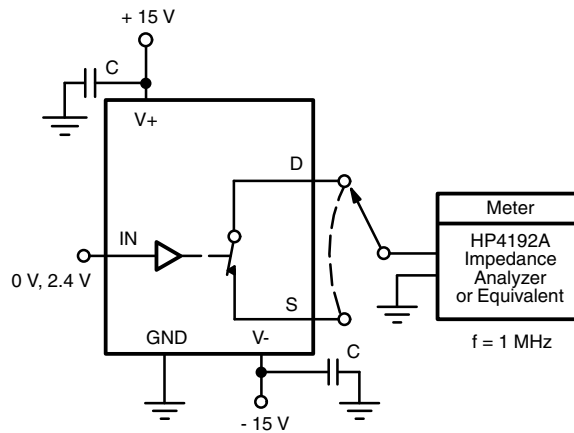 + 15 V
C
V+
D
Meter
IN
HP4192A
Impedance
Analyzer
or Equivalent
0 V, 2.4 V
S
GND
V-
C
f = 1 MHz
- 15 V